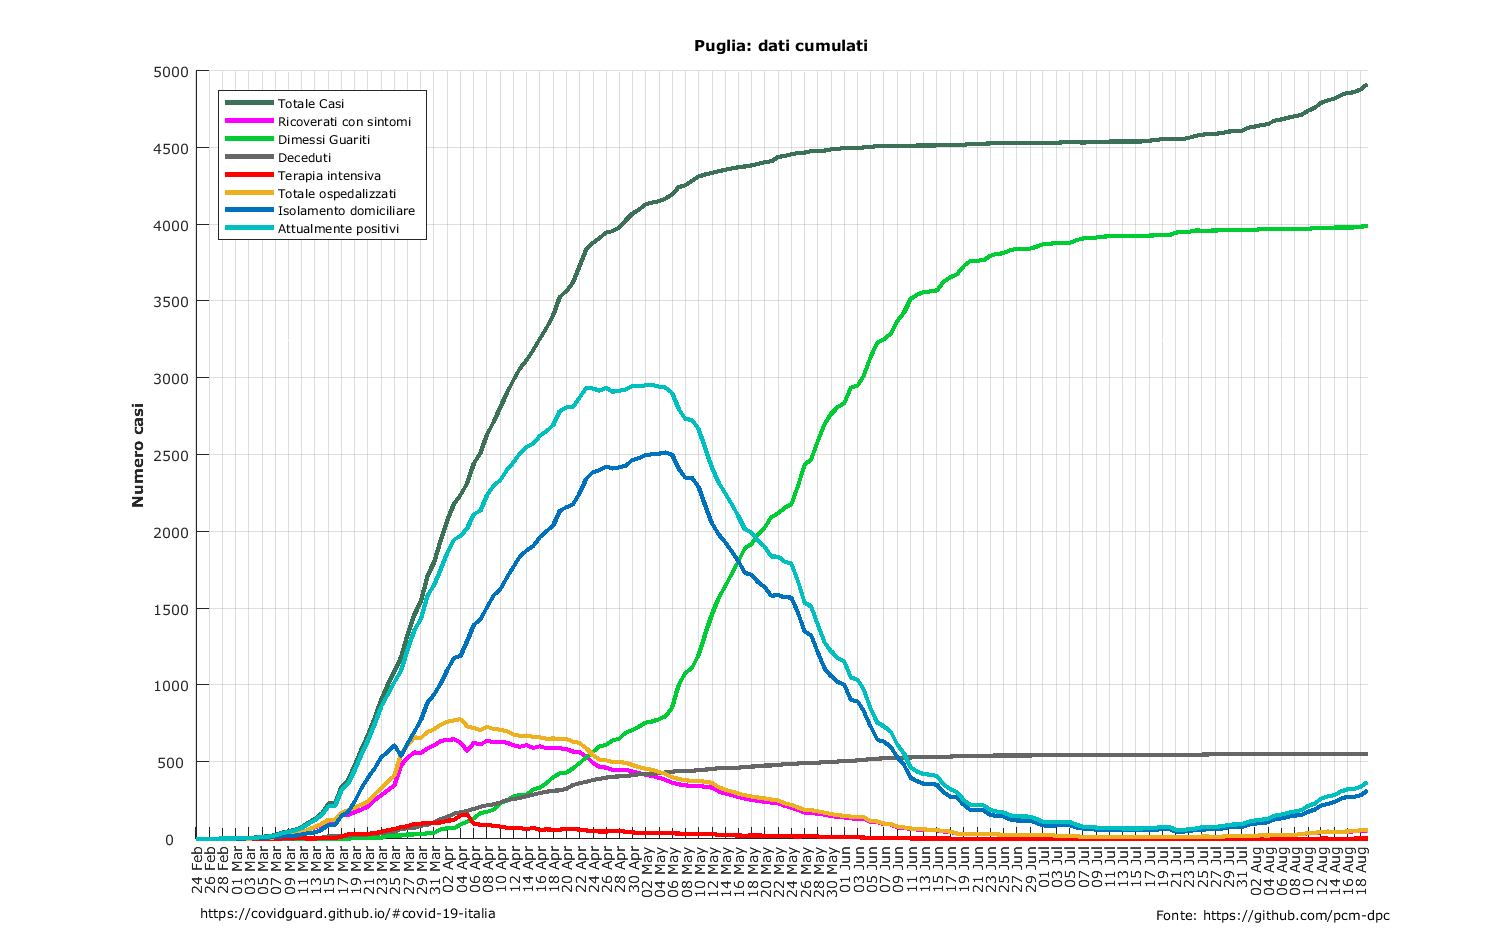 Puglia: dati cumulati
Numero casi
5000
4500
4000
3500
3000
2500
2000
1500
1000
500
0
Totale Casi
Ricoverati con sintomi
Dimessi Guariti
Deceduti
Terapia intensiva
Totale ospedalizzati
Isolamento domiciliare
Attualmente positivi
24 Feb
26 Feb
28 Feb
01 Mar
03 Mar
05 Mar
07 Mar
09 Mar
11 Mar
13 Mar
15 Mar
17 Mar
19 Mar
21 Mar
23 Mar
25 Mar
27 Mar
29 Mar
31 Mar
02 Apr
04 Apr
06 Apr
08 Apr
10 Apr
12 Apr
14 Apr
16 Apr
18 Apr
20 Apr
22 Apr
24 Apr
26 Apr
28 Apr
30 Apr
02 May
04 May
06 May
08 May
10 May
12 May
14 May
16 May
18 May
20 May
22 May
24 May
26 May
28 May
30 May
01 Jun
03 Jun
05 Jun
07 Jun
09 Jun
11 Jun
13 Jun
15 Jun
17 Jun
19 Jun
21 Jun
23 Jun
25 Jun
27 Jun
29 Jun
01 Jul
03 Jul
05 Jul
07 Jul
09 Jul
11 Jul
13 Jul
15 Jul
17 Jul
19 Jul
21 Jul
23 Jul
25 Jul
27 Jul
29 Jul
31 Jul
02 Aug
04 Aug
06 Aug
08 Aug
10 Aug
12 Aug
14 Aug
16 Aug
18 Aug
https://covidguard.github.io/#covid-19-italia
Fonte: https://github.com/pcm-dpc